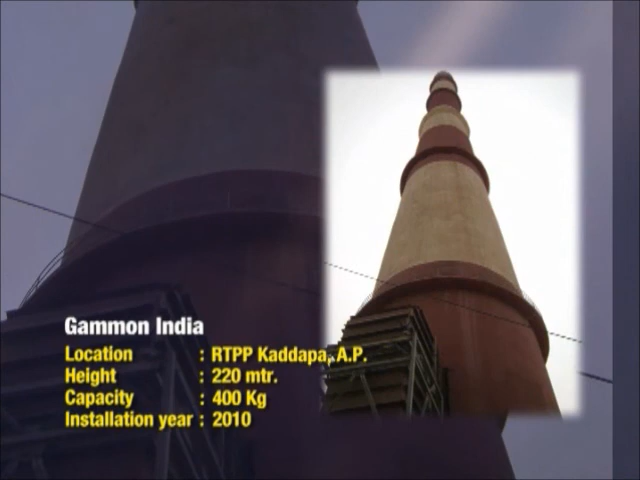 Gammon India
Location : RTPP Kaddapa, A.P.
Height : 220 mtr.
Capacity : 400 Kg
Installation year : 2010